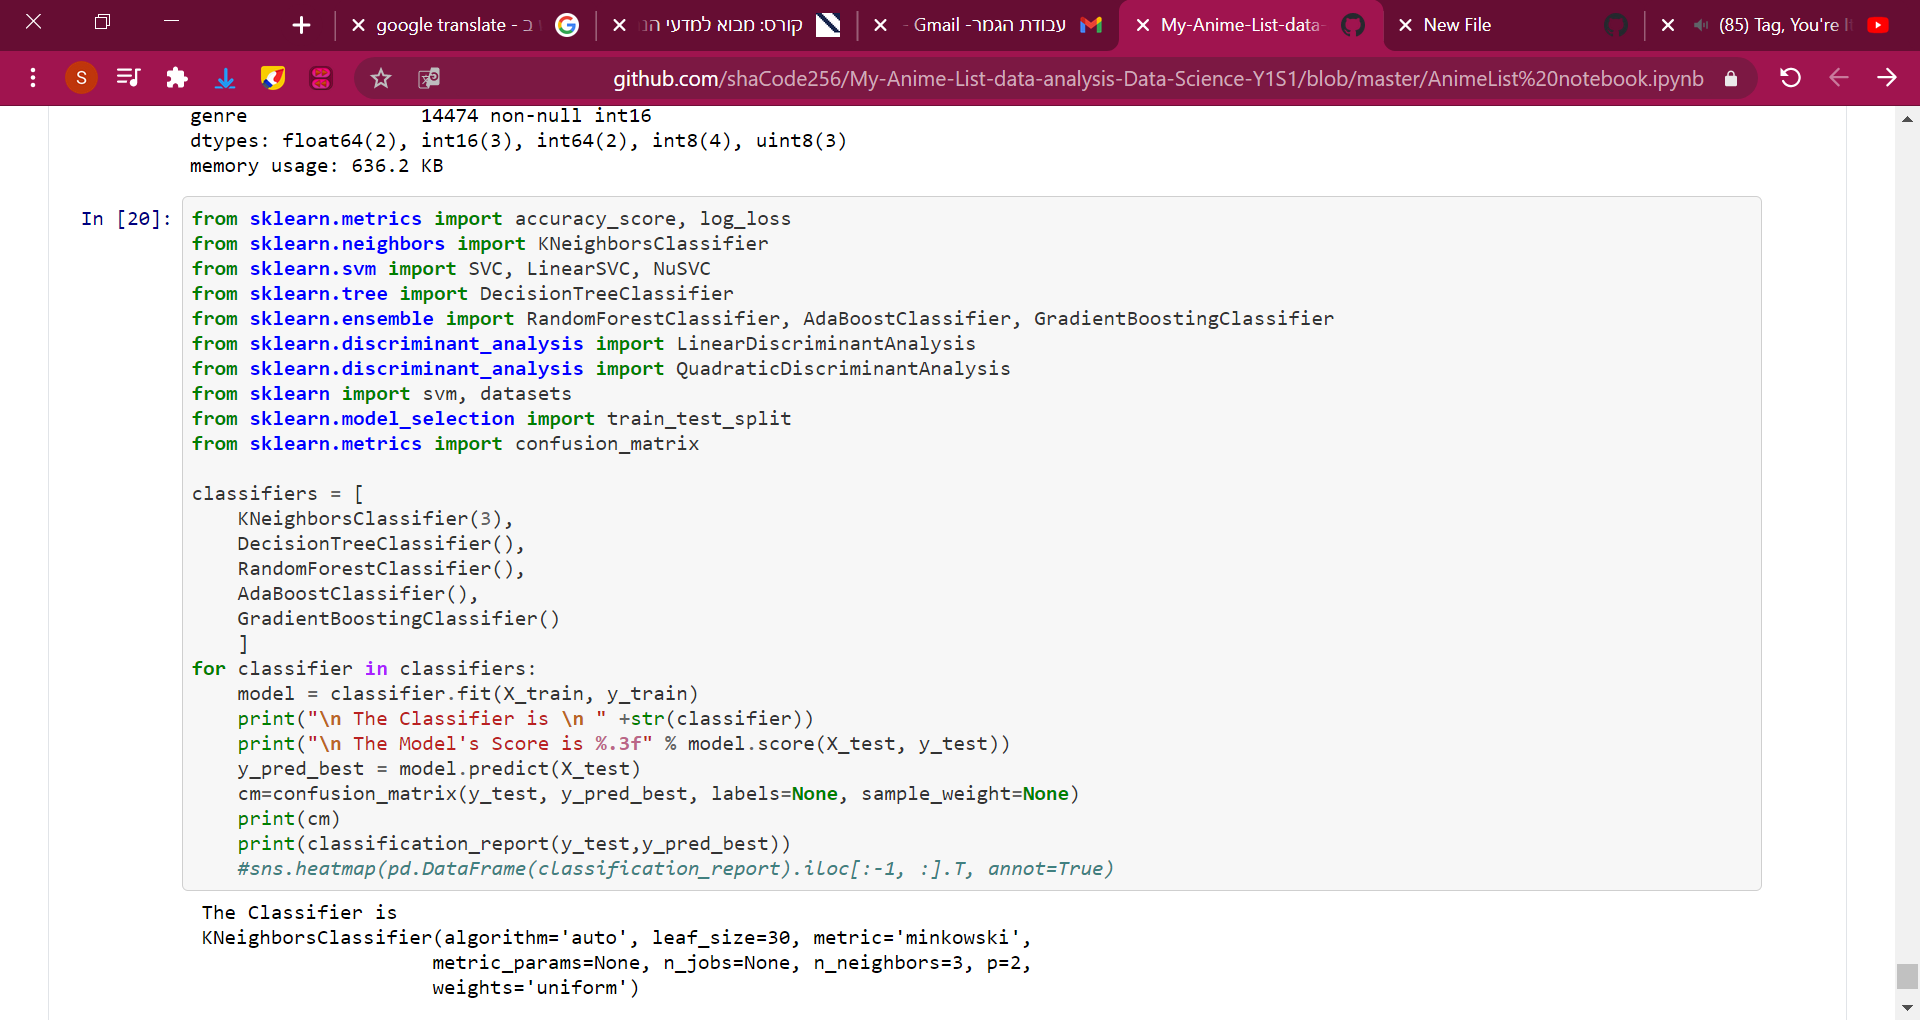 google translate - ב
קורס: מבוא למדעי הנ
עבודת הגמר- Gmail -
My-Anime-List-data-
New File
(85) Tag, You're It
S
github.com/shaCode256/My-Anime-List-data-analysis-Data-Science-Y1S1/blob/master/AnimeList%20notebook.ipynb
genre 14474 non-null int16
dtypes: float64(2), int16(3), int64(2), int8(4), uint8(3)
memory usage: 636.2 KB
In [20]:
from sklearn.metrics import accuracy_score, log_loss
from sklearn.neighbors import KNeighborsClassifier
from sklearn.svm import SVC, LinearSVC, NuSVC
from sklearn.tree import DecisionTreeClassifier
from sklearn.ensemble import RandomForestClassifier, AdaBoostClassifier, GradientBoostingClassifier
from sklearn.discriminant_analysis import LinearDiscriminantAnalysis
from sklearn.discriminant_analysis import QuadraticDiscriminantAnalysis
from sklearn import svm, datasets
from sklearn.model_selection import train_test_split
from sklearn.metrics import confusion_matrix
classifiers = [
    KNeighborsClassifier(3),
    DecisionTreeClassifier(),
    RandomForestClassifier(),
    AdaBoostClassifier(),
    GradientBoostingClassifier()
    ]
for classifier in classifiers:
    model = classifier.fit(X_train, y_train)
    print("\n The Classifier is \n " +str(classifier))
    print("\n The Model's Score is %.3f" % model.score(X_test, y_test))
    y_pred_best = model.predict(X_test)
    cm=confusion_matrix(y_test, y_pred_best, labels=None, sample_weight=None)
    print(cm)
    print(classification_report(y_test,y_pred_best))
    #sns.heatmap(pd.DataFrame(classification_report).iloc[:-1, :].T, annot=True)
The Classifier is
KNeighborsClassifier(algorithm='auto', leaf_size=30, metric='minkowski',
                     metric_params=None, n_jobs=None, n_neighbors=3, p=2,
                     weights='uniform')